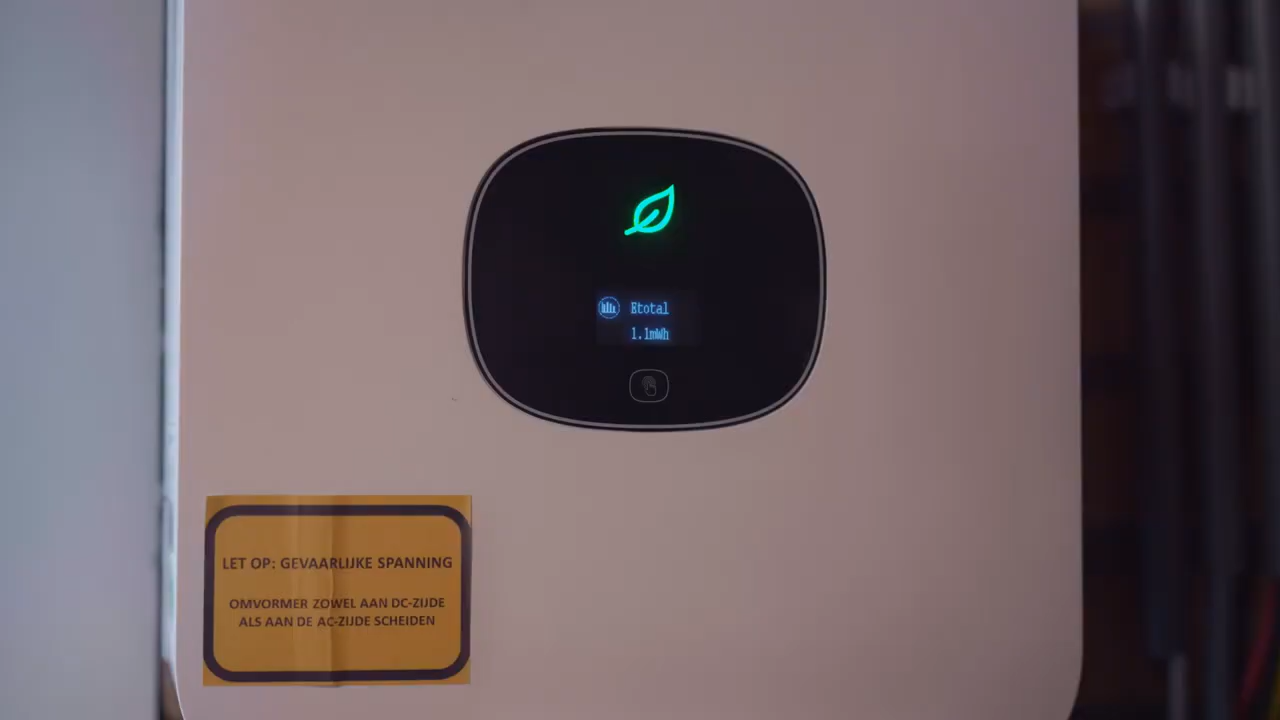 Etotal
1.1mWh
LET OP: GEVAARLIJKE SPANNING
OMVORMER ZOWEL AAN DC-ZIJDE
ALS AAN DE AC-ZIJDE SCHEIDEN